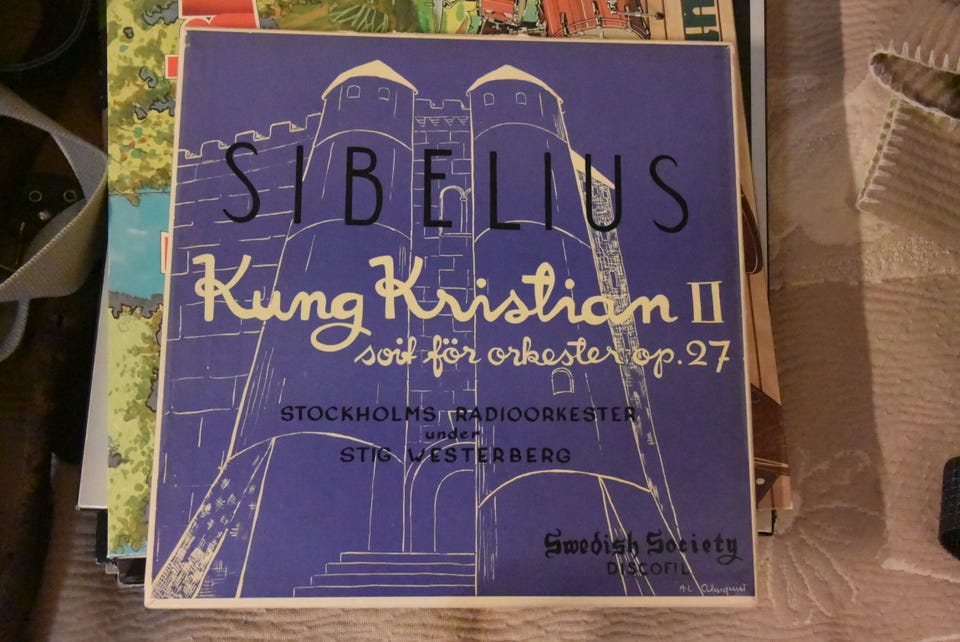 SIBELIUS
Kung Kristian II
soit för orkester op.27
STOCKHOLMS RADIOORKESTER
under
STIG WESTERBERG
Swedish Society
DISCOFIL